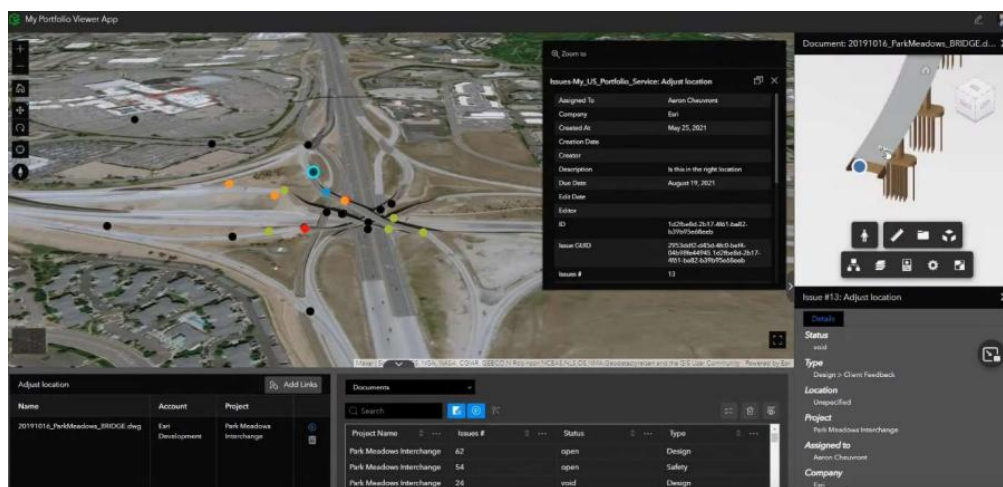 My Portfolio Viewer App
Zoom to
Issues-My_US_Portfolio_Service: Adjust location
Assigned To Aaron Chauvront
Company Esri
Created At May 25, 2021
Creation Date
Creator
Description Is this in the right location
Due Date August 19, 2021
Edit Date
Editor
ID
Issue GUID
Issues # 13
Document: 20191016_ParkMeadows_BRIDGE.d...
Issue #13: Adjust location
Details
Status
void
Type
Design > Client Feedback
Location
Unspecified
Project
Park Meadows Interchange
Assigned to
Aaron Chauvront
Company
Esri
Powered by Esri
Adjust location Add Links
Name Account Project
20191016_ParkMeadows_BRIDGE.dwg Esri Development Park Meadows Interchange
Documents
Search
Project Name Issues # Status Type
Park Meadows Interchange 62 open Design
Park Meadows Interchange 54 open Safety
Park Meadows Interchange 24 void Design